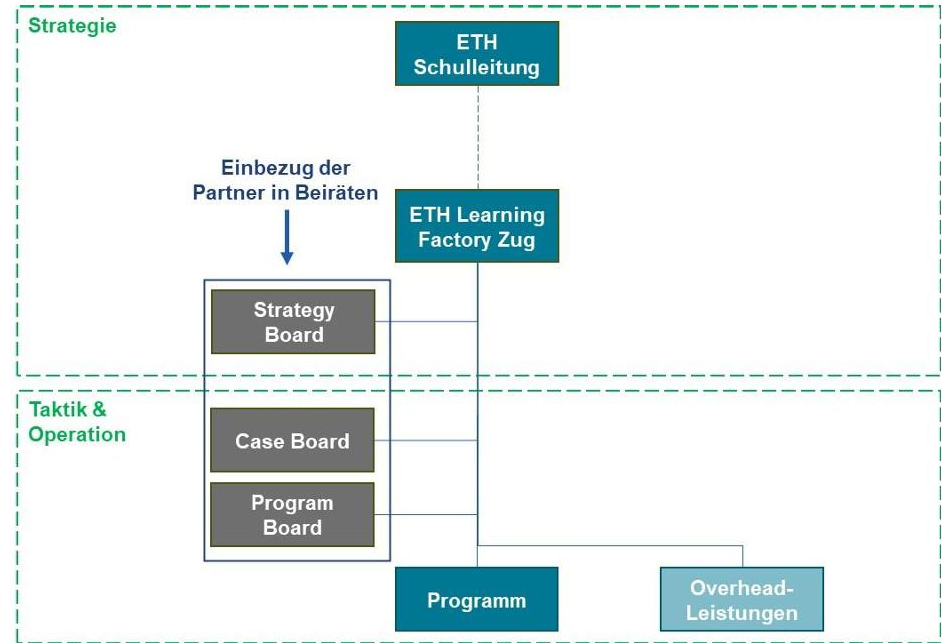 Strategie
ETH
Schulleitung
Einbezug der
Partner in Beiräten
ETH Learning
Factory Zug
Strategy
Board
Taktik &
Operation
Case Board
Program
Board
Programm
Overhead-
Leistungen